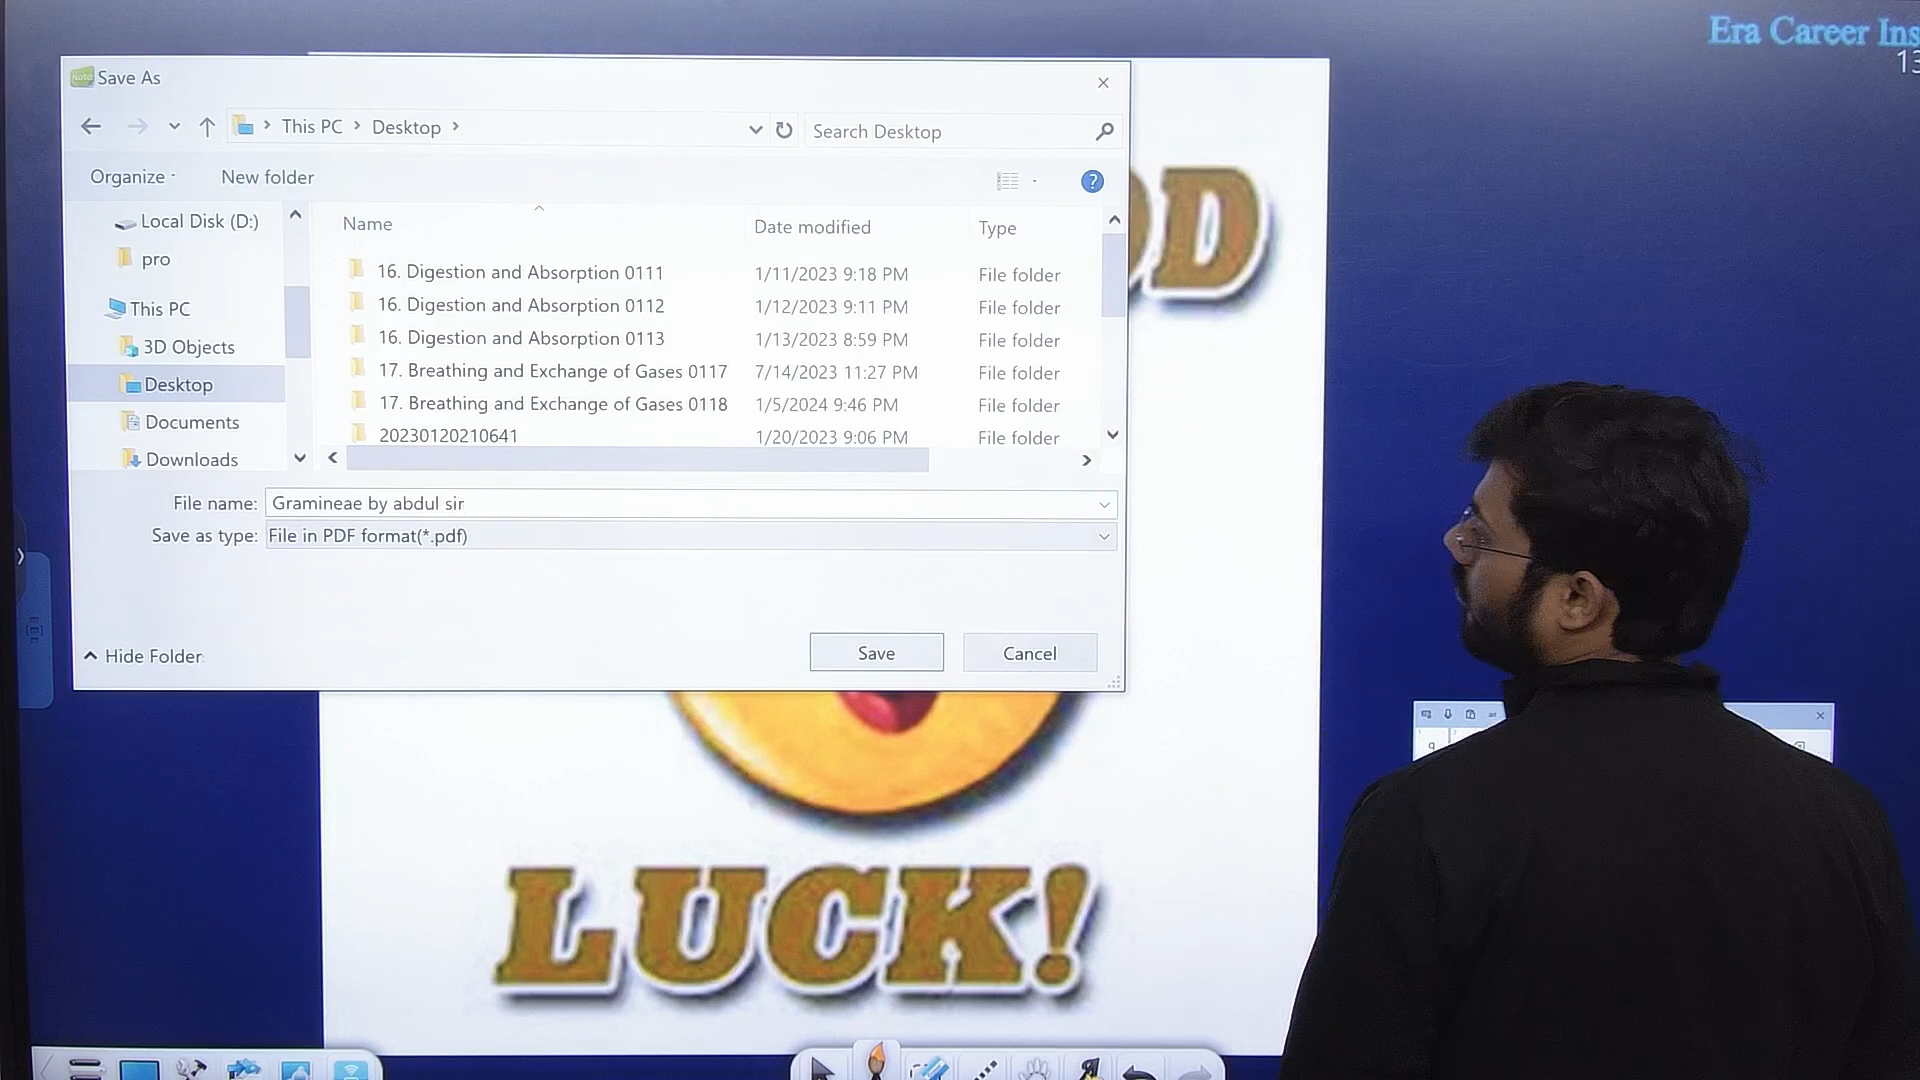 Era Career Ins
13
Save As
This PC
Desktop
Search Desktop
Organize
New folder
Local Disk (D:)
pro
This PC
3D Objects
Desktop
Documents
Downloads
Name
Date modified
Type
16. Digestion and Absorption 0111 1/11/2023 9:18 PM File folder
16. Digestion and Absorption 0112 1/12/2023 9:11 PM File folder
16. Digestion and Absorption 0113 1/13/2023 8:59 PM File folder
17. Breathing and Exchange of Gases 0117 7/14/2023 11:27 PM File folder
17. Breathing and Exchange of Gases 0118 1/5/2024 9:46 PM File folder
20230120210641 1/20/2023 9:06 PM File folder
File name: Gramineae by abdul sir
Save as type: File in PDF format(*.pdf)
Hide Folder
Save
Cancel
OD
LUCK!
q